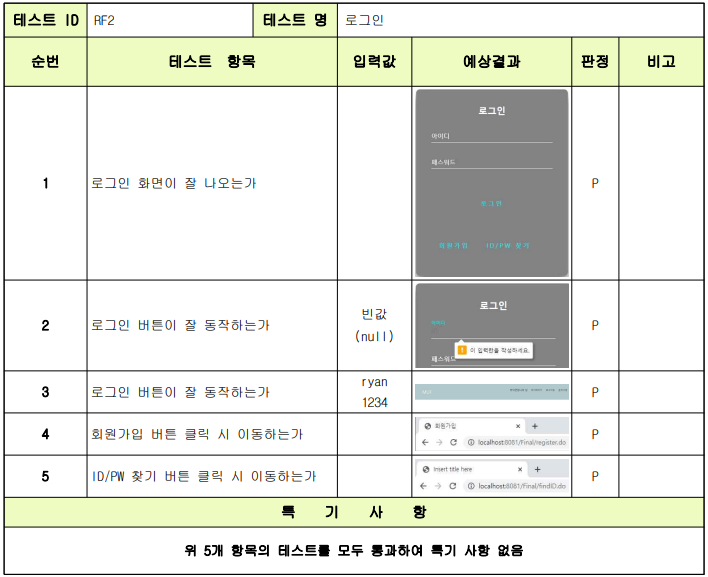 테스트 ID RF2 테스트 명 로그인
순번 테스트 항목 입력값 예상결과 판정 비고
로그인
아이디
패스워드
1 로그인 화면이 잘 나오는가 P
로그인
회원가입 ID/PW 찾기
로그인
아이디
2 로그인 버튼이 잘 동작하는가 빈값 P
(null)
이 입력란을 작성하세요.
패스워드
3 로그인 버튼이 잘 동작하는가 ryan P
1234
회원가입 × +
4 회원가입 버튼 클릭 시 이동하는가 P
localhost:8081/Final/register.do
Insert title here × +
5 ID/PW 찾기 버튼 클릭 시 이동하는가 P
localhost:8081/Final/findID.do
특 기 사 항
위 5개 항목의 테스트를 모두 통과하여 특기 사항 없음